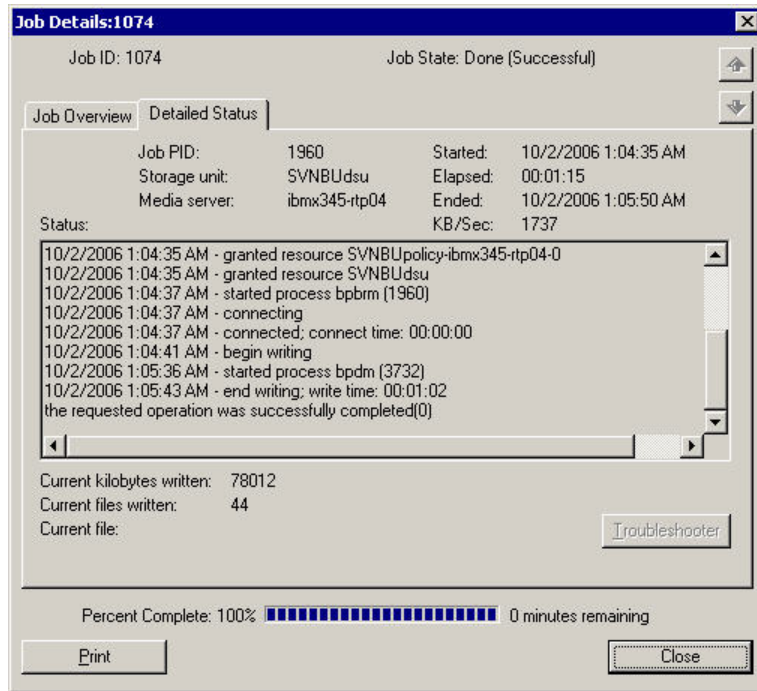 Job Details:1074
Job ID: 1074 Job State: Done (Successful)
Job Overview Detailed Status
Job PID: 1960 Started: 10/2/2006 1:04:35 AM
Storage unit: SVNBUdsu Elapsed: 00:01:15
Media server: ibmx345-rtp04 Ended: 10/2/2006 1:05:50 AM
Status: KB/Sec: 1737
10/2/2006 1:04:35 AM - granted resource SVNBUpolicy-ibmx345-rtp04-0
10/2/2006 1:04:35 AM - granted resource SVNBUdsu
10/2/2006 1:04:37 AM - started process bpbrm (1960)
10/2/2006 1:04:37 AM - connecting
10/2/2006 1:04:37 AM - connected; connect time: 00:00:00
10/2/2006 1:04:41 AM - begin writing
10/2/2006 1:05:36 AM - started process bpdm (3732)
10/2/2006 1:05:43 AM - end writing; write time: 00:01:02
the requested operation was successfully completed(0)
Current kilobytes written: 78012
Current files written: 44
Current file:
Troubleshooter
Percent Complete: 100% 0 minutes remaining
Print Close